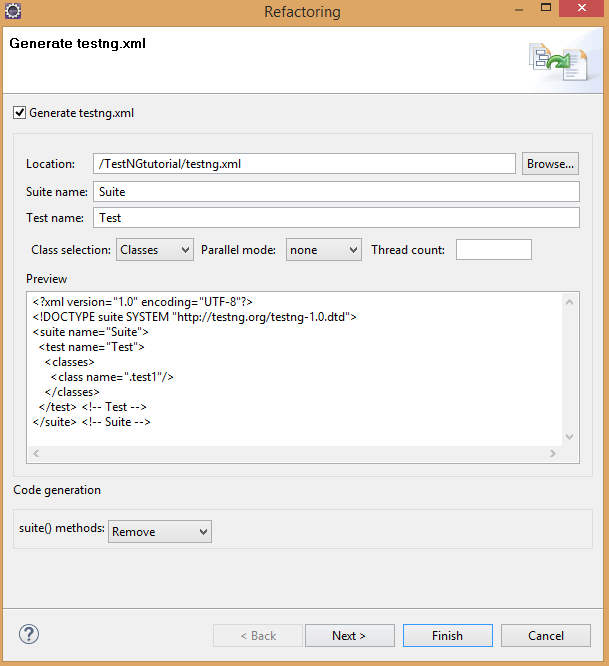 Refactoring
Generate testng.xml
Generate testng.xml
Location: /TestNGtutorial/testng.xml Browse...
Suite name: Suite
Test name: Test
Class selection: Classes Parallel mode: none Thread count:
Preview
<?xml version="1.0" encoding="UTF-8"?>
<!DOCTYPE suite SYSTEM "http://testng.org/testng-1.0.dtd">
<suite name="Suite">
<test name="Test">
<classes>
<class name=".test1"/>
</classes>
</test> <!-- Test -->
</suite> <!-- Suite -->
Code generation
suite() methods: Remove
? < Back Next > Finish Cancel